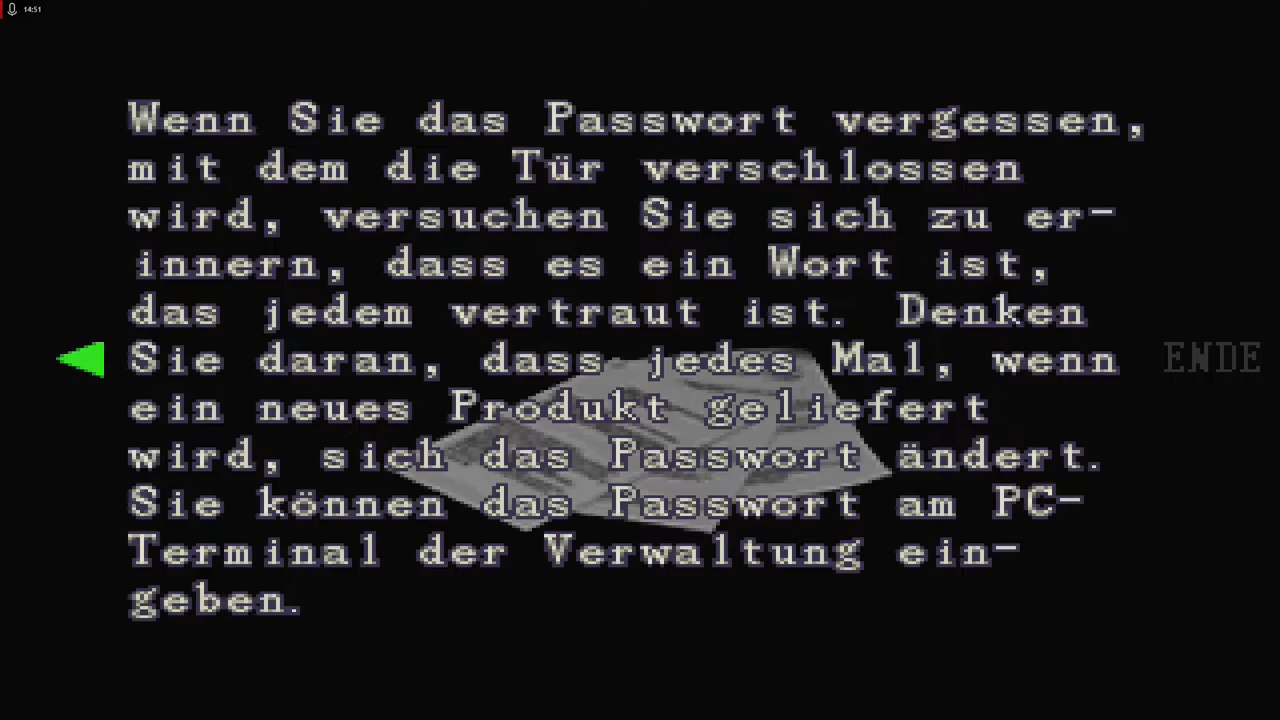 14:51
Wenn Sie das Passwort vergessen,
mit dem die Tür verschlossen
wird, versuchen Sie sich zu er-
innern, dass es ein Wort ist,
das jedem vertraut ist. Denken
Sie daran, dass jedes Mal, wenn
ENDE
ein neues Produkt geliefert
wird, sich das Passwort ändert.
Sie können das Passwort am PC-
Terminal der Verwaltung ein-
geben.